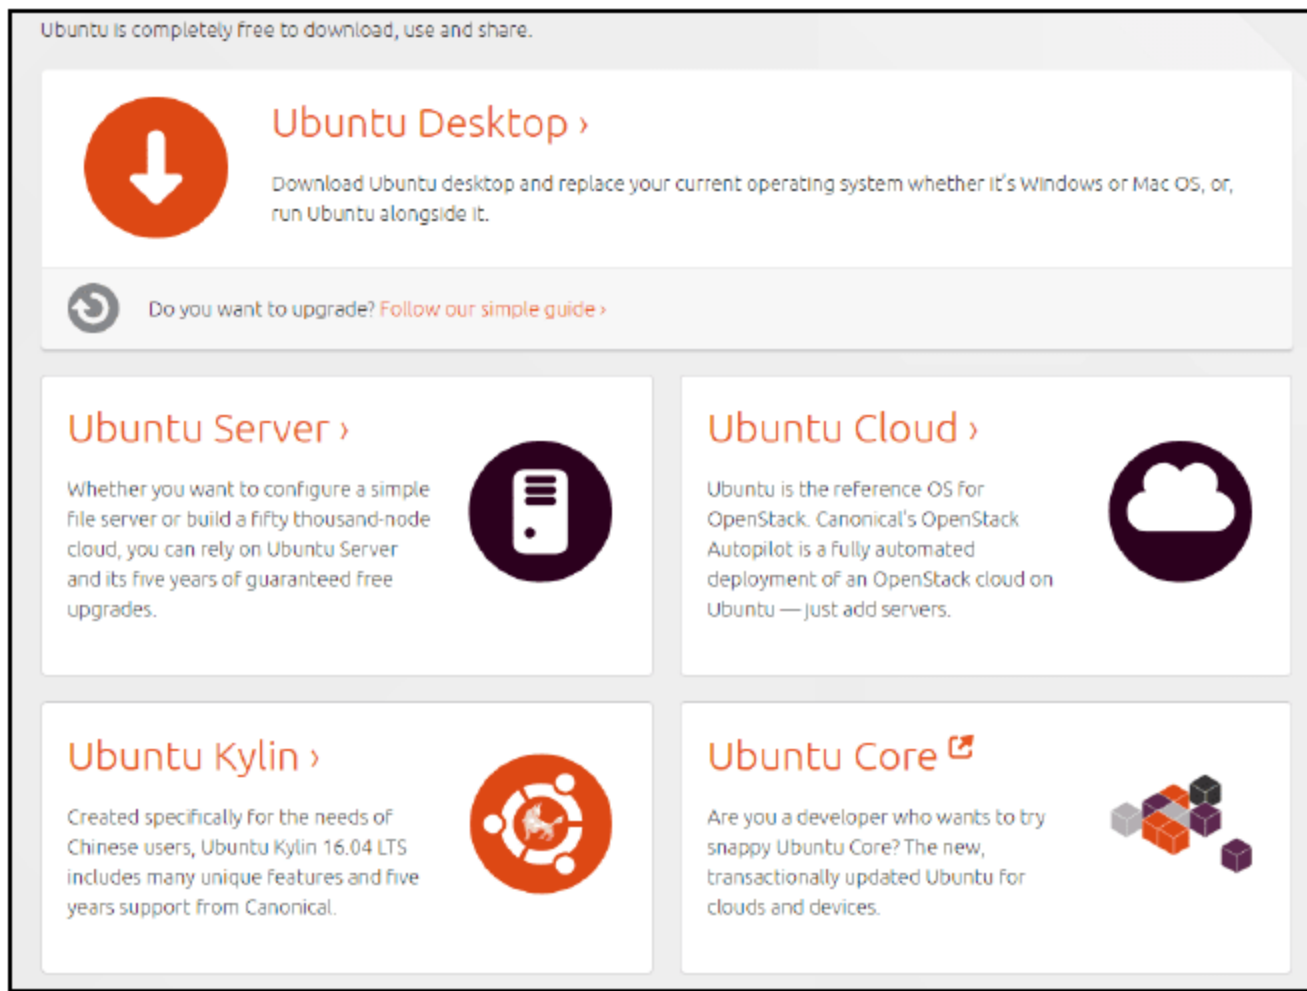 Ubuntu is completely free to download, use and share.
Ubuntu Desktop ›
Download Ubuntu desktop and replace your current operating system whether it's Windows or Mac OS, or,
run Ubuntu alongside it.
Do you want to upgrade? Follow our simple guide ›
Ubuntu Server ›
Whether you want to configure a simple
file server or build a fifty thousand-node
cloud, you can rely on Ubuntu Server
and its five years of guaranteed free
upgrades.
Ubuntu Cloud ›
Ubuntu is the reference OS for
OpenStack. Canonical's OpenStack
Autopilot is a fully automated
deployment of an OpenStack cloud on
Ubuntu — just add servers.
Ubuntu Kylin ›
Created specifically for the needs of
Chinese users, Ubuntu Kylin 16.04 LTS
includes many unique features and five
years support from Canonical.
Ubuntu Core
Are you a developer who wants to try
snappy Ubuntu Core? The new,
transactionally updated Ubuntu for
clouds and devices.